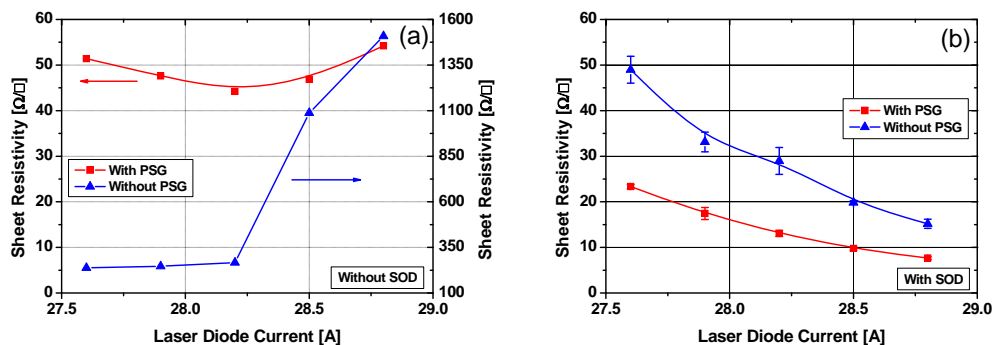 (a)
60
50
40
30
20
10
0
Sheet Resistivity [Ω/□]
With PSG
Without PSG
Without SOD
1600
1350
1100
850
600
350
100
Sheet Resistivity [Ω/□]
27.5 28.0 28.5 29.0
Laser Diode Current [A]
(b)
60
50
40
30
20
10
0
Sheet Resistivity [Ω/□]
With PSG
Without PSG
With SOD
27.5 28.0 28.5 29.0
Laser Diode Current [A]